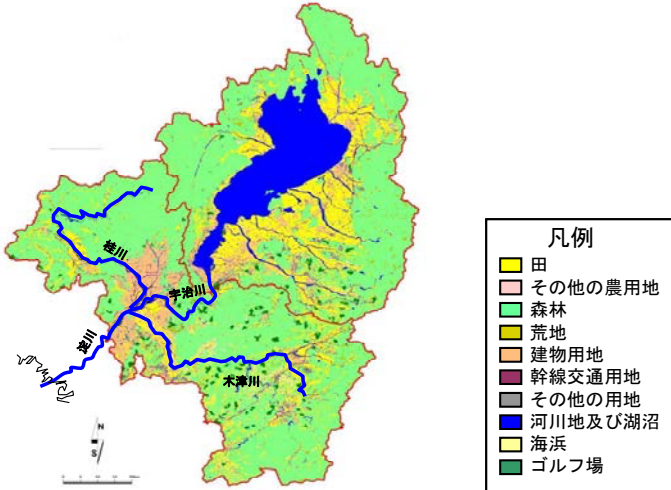 桂川
宇治川
淀川
木津川
N
S
凡例
田
その他の農用地
森林
荒地
建物用地
幹線交通用地
その他の用地
河川地及び湖沼
海浜
ゴルフ場